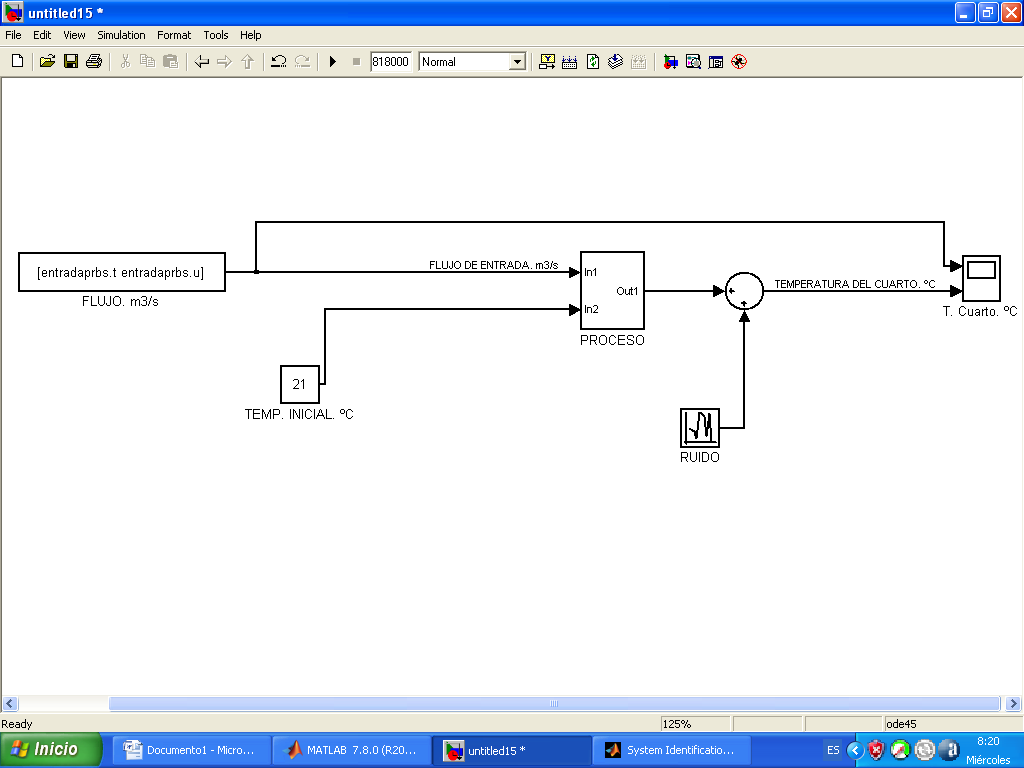 untitled15 *
File Edit View Simulation Format Tools Help
818000 Normal
[entradaprbs.t entradaprbs.u]
FLUJO. m3/s
FLUJO DE ENTRADA. m3/s
In1
Out1
In2
PROCESO
TEMPERATURA DEL CUARTO. ºC
T. Cuarto. ºC
21
TEMP. INICIAL. ºC
RUIDO
Ready 125% ode45
Inicio Documento1 - Micro... MATLAB 7.8.0 (R20... untitled15 * System Identificatio... ES 8:20
Miércoles